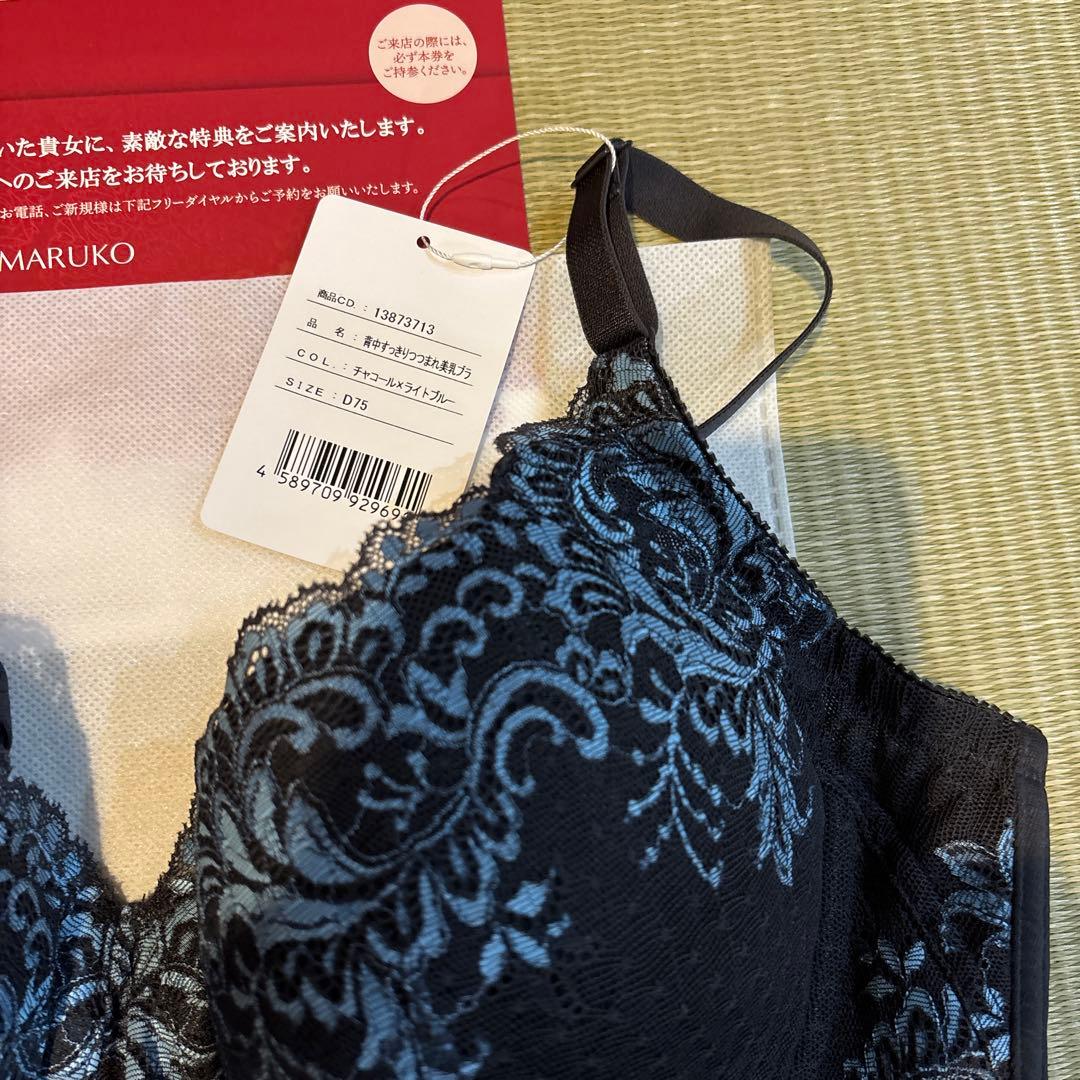 ご来店の際には、
必ず本券を
ご持参ください。
いた貴女に、素敵な特典をご案内いたします。
へのご来店をお待ちしております。
お電話、ご新規様は下記フリーダイヤルからご予約をお願いいたします。
MARUKO
商品CD.：13873713
品 名：背中すっきりつつまれ美乳ブラ
COL.：チャコール×ライトブルー
SIZE：D75
4 589709 92969